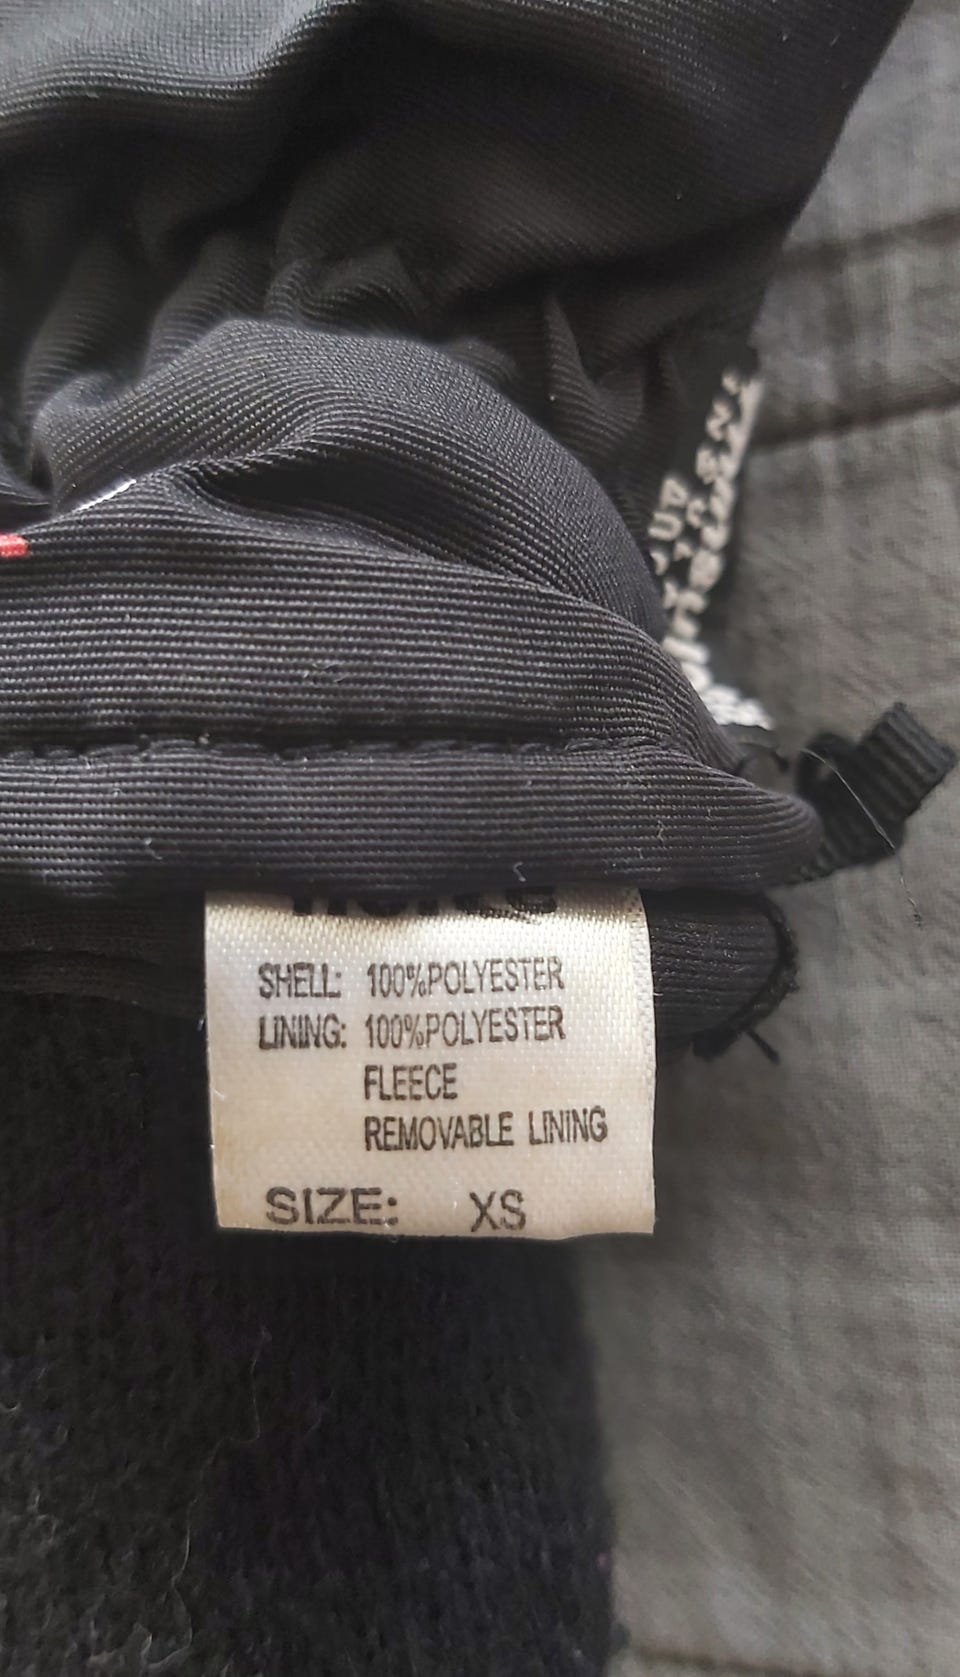 SHELL: 100%POLYESTER
LINING: 100%POLYESTER
FLEECE
REMOVABLE LINING
SIZE: XS